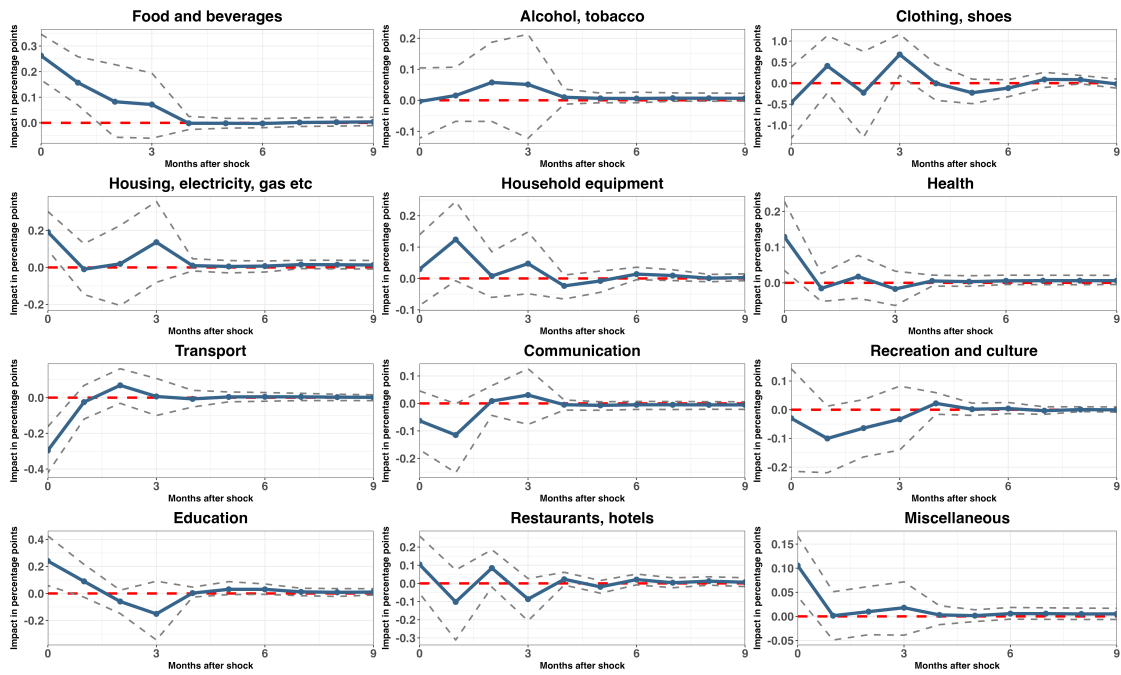 Food and beverages
Impact in percentage points
0.3
0.2
0.1
0.0
0 3 6 9
Months after shock
Alcohol, tobacco
Impact in percentage points
0.2
0.1
0.0
-0.1
0 3 6 9
Months after shock
Clothing, shoes
Impact in percentage points
1.0
0.5
0.0
-0.5
-1.0
0 3 6 9
Months after shock
Housing, electricity, gas etc
Impact in percentage points
0.2
0.0
-0.2
0 3 6 9
Months after shock
Household equipment
Impact in percentage points
0.2
0.1
0.0
-0.1
0 3 6 9
Months after shock
Health
Impact in percentage points
0.2
0.1
0.0
0 3 6 9
Months after shock
Transport
Impact in percentage points
0.0
-0.2
-0.4
0 3 6 9
Months after shock
Communication
Impact in percentage points
0.1
0.0
-0.1
-0.2
0 3 6 9
Months after shock
Recreation and culture
Impact in percentage points
0.1
0.0
-0.1
-0.2
0 3 6 9
Months after shock
Education
Impact in percentage points
0.4
0.2
0.0
-0.2
0 3 6 9
Months after shock
Restaurants, hotels
Impact in percentage points
0.2
0.1
0.0
-0.1
-0.2
-0.3
0 3 6 9
Months after shock
Miscellaneous
Impact in percentage points
0.15
0.10
0.05
0.00
-0.05
0 3 6 9
Months after shock